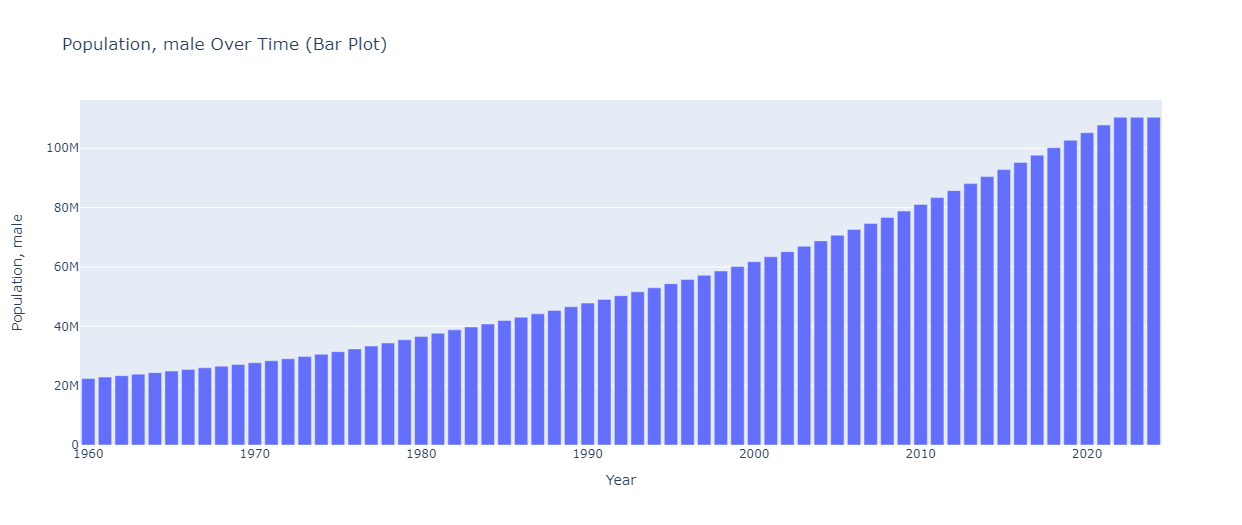 Population, male Over Time (Bar Plot)
Population, male
100M
80M
60M
40M
20M
0
1960 1970 1980 1990 2000 2010 2020
Year